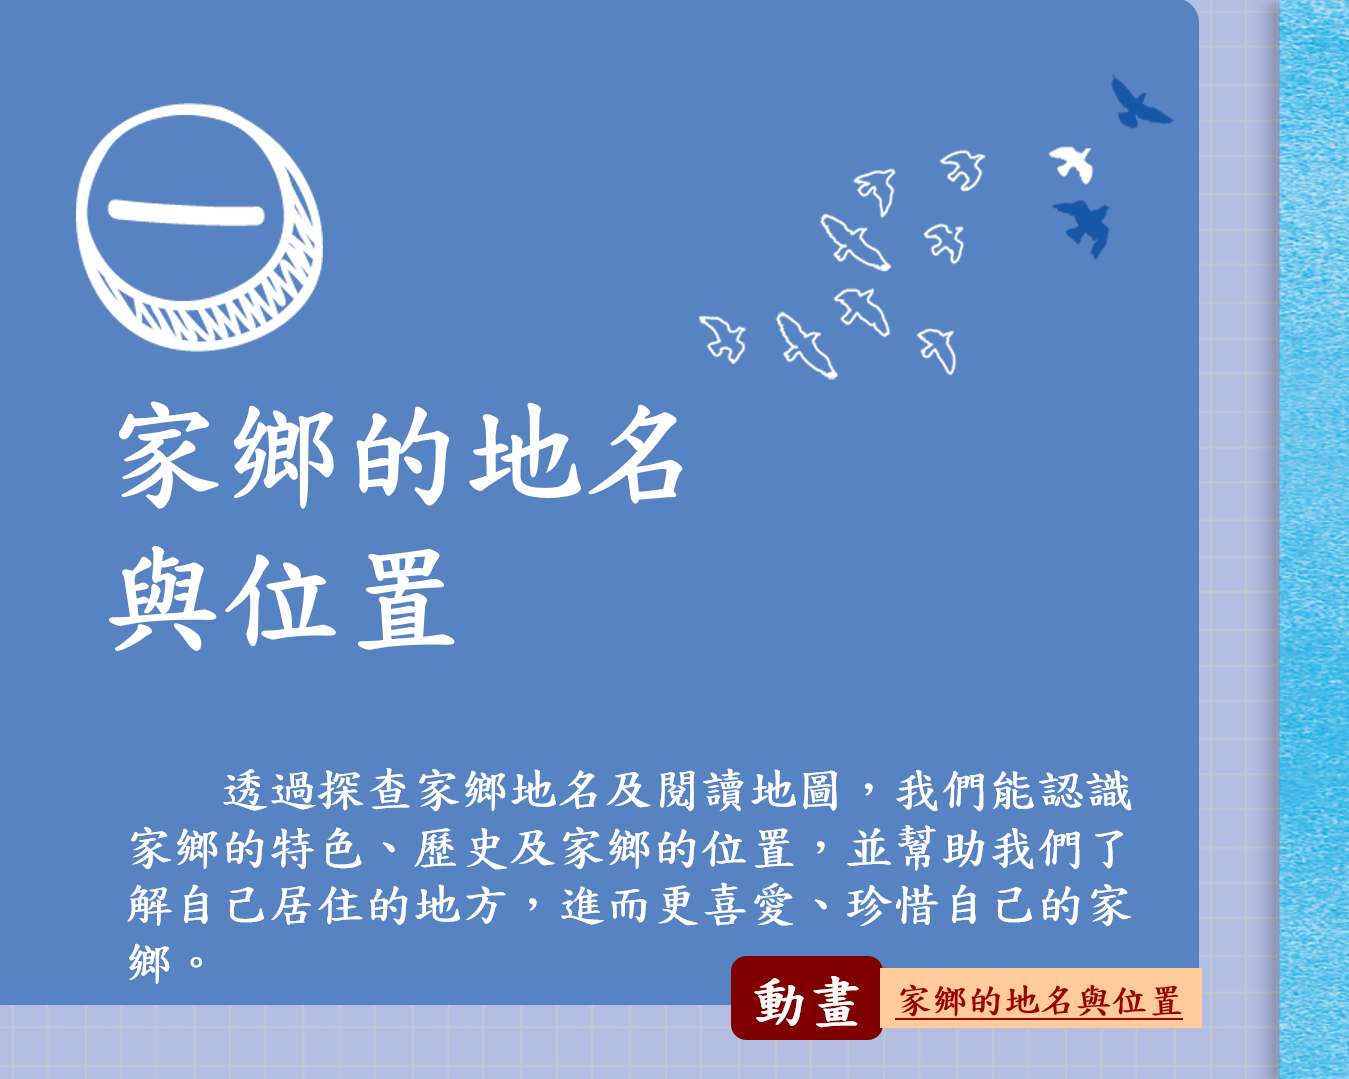 一
家鄉的地名
與位置
透過探查家鄉地名及閱讀地圖，我們能認識
家鄉的特色、歷史及家鄉的位置，並幫助我們了
解自己居住的地方，進而更喜愛、珍惜自己的家
鄉。
動畫 家鄉的地名與位置